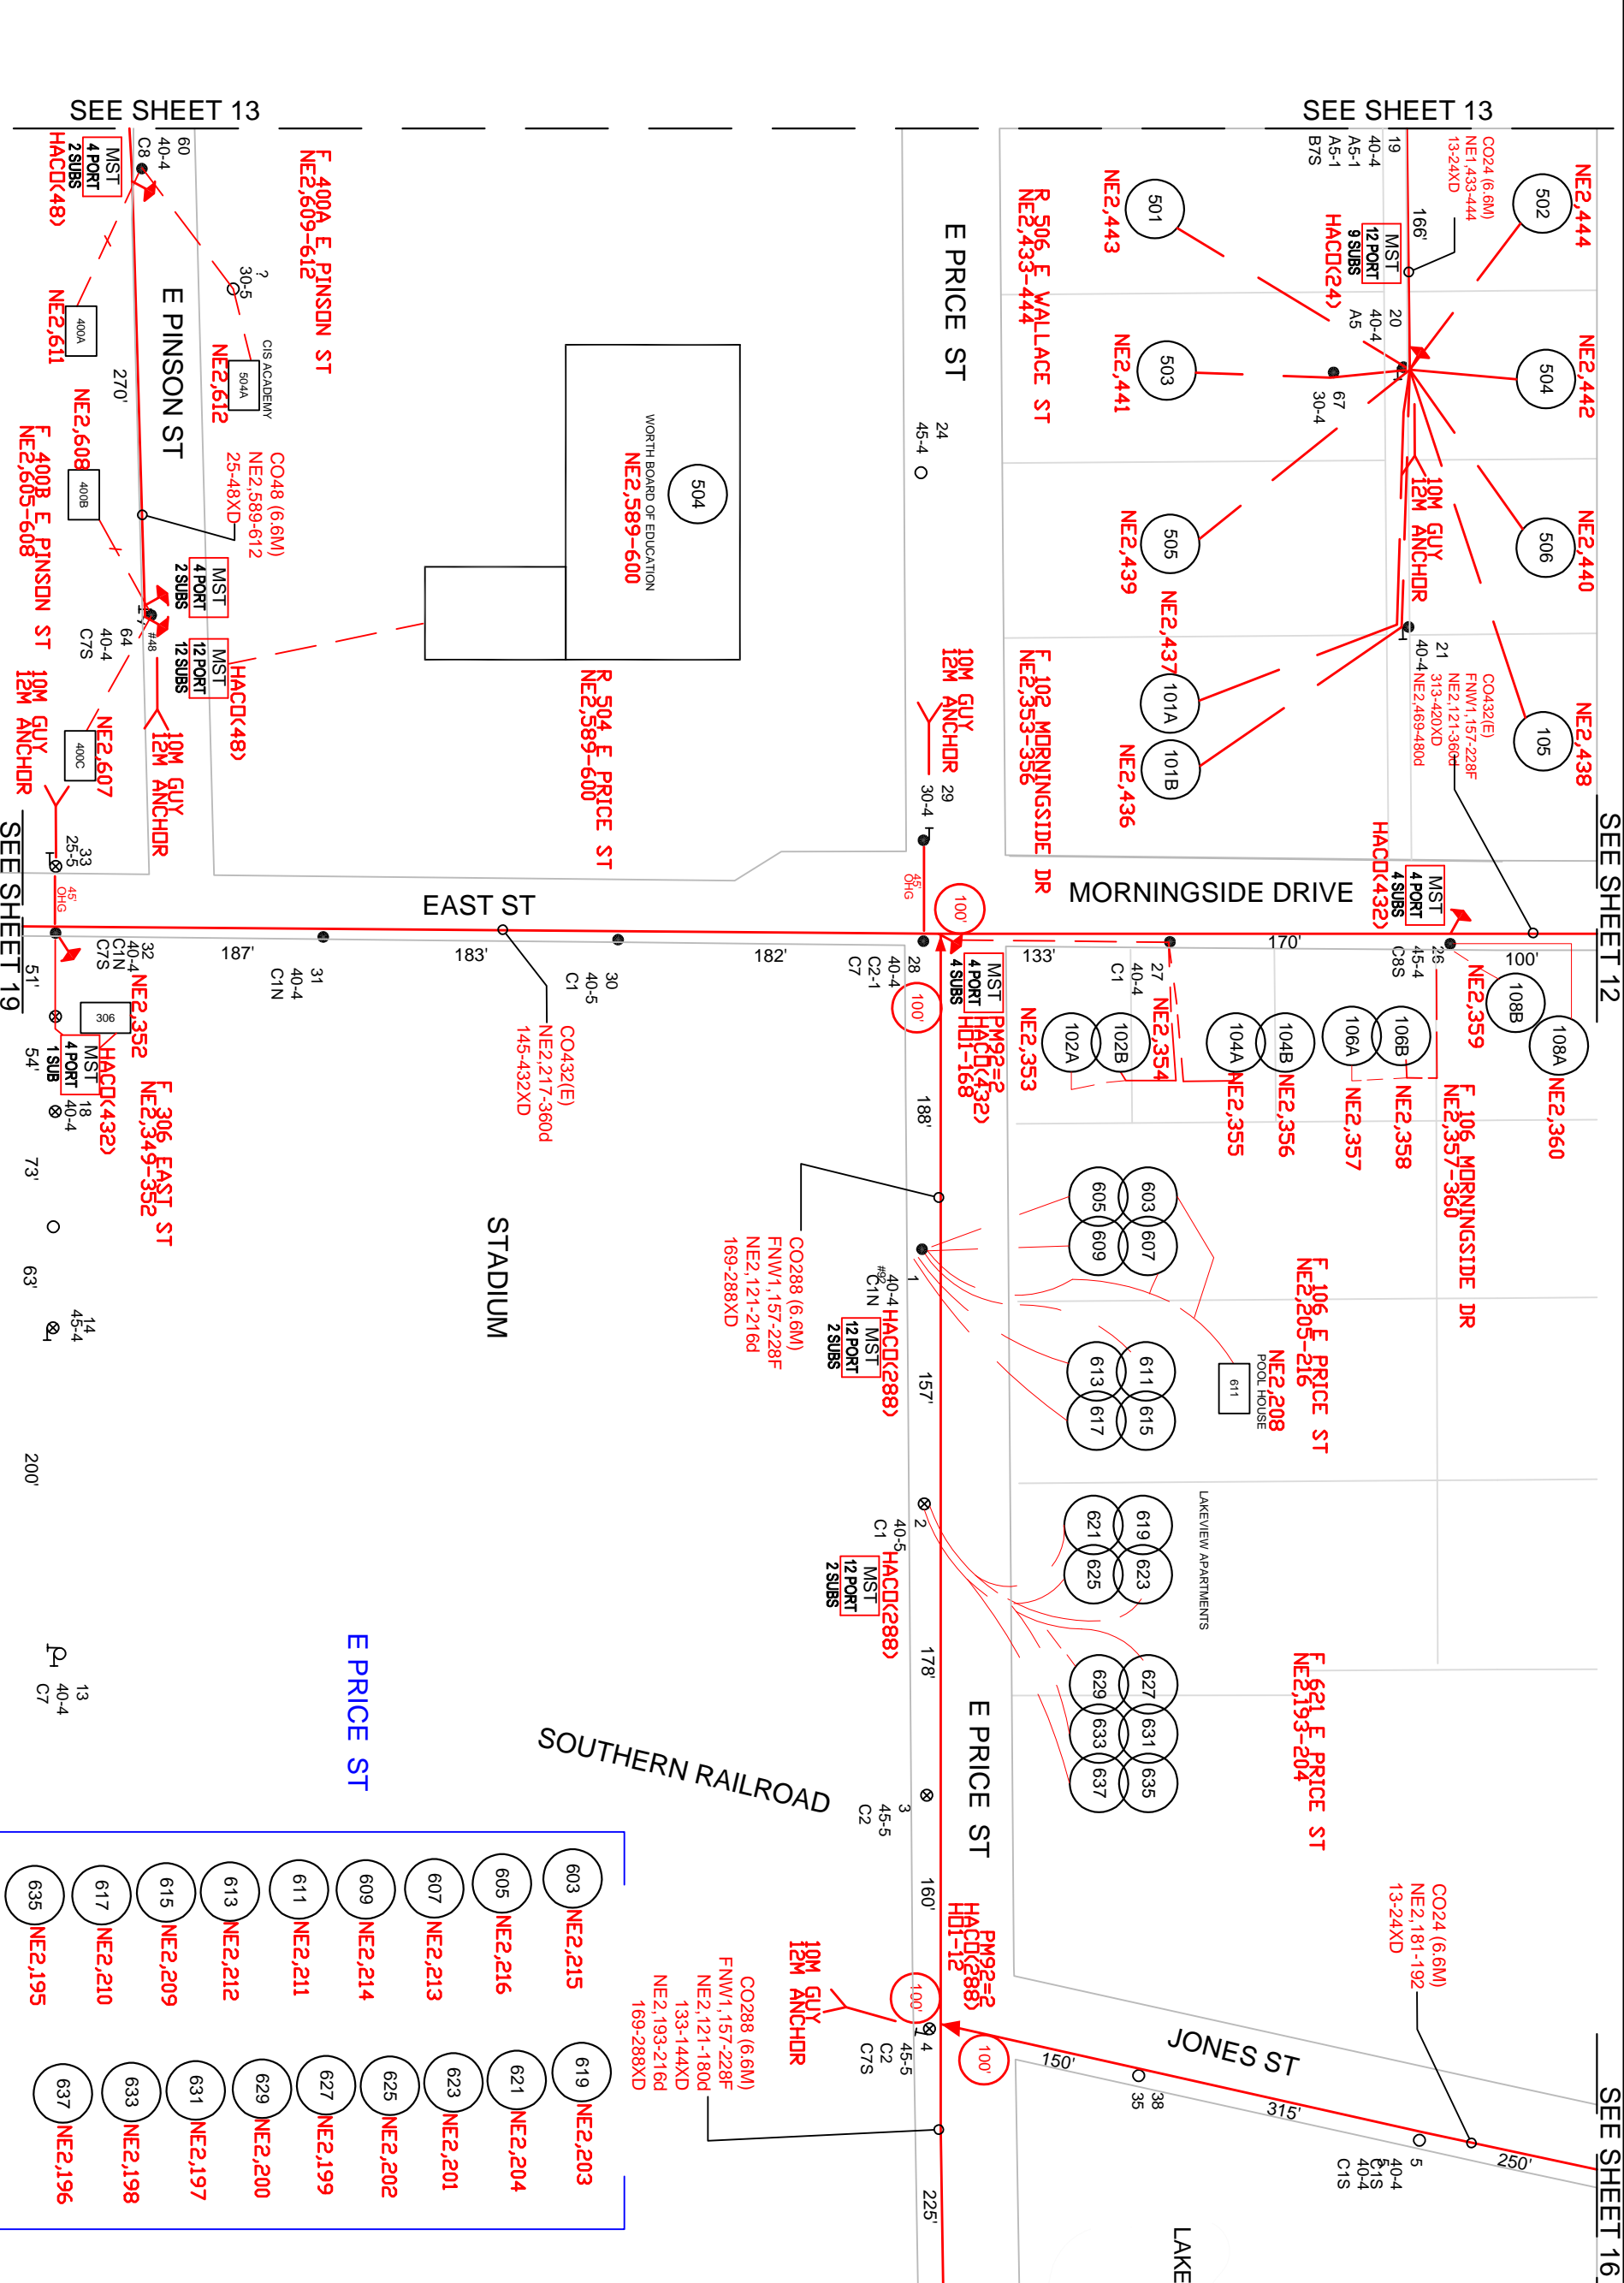 SEE SHEET 13
SEE SHEET 13
SEE SHEET 12
SEE SHEET 16
SEE SHEET 19
CO24 (6.6M)
NE1,433-444
13-24XD
19
40-4
A5-1
A5-1
B7S
166'
MST
12 PORT
9 SUBS
HACO(24)
20
40-4
A5
67
30-4
502
NE2,444
504
NE2,442
506
NE2,440
105
NE2,438
501
NE2,443
503
NE2,441
505
NE2,439
NE2,437
101A
101B
NE2,436
R 506 E WALLACE ST
NE2,433-444
10M GUY
12M ANCHOR
21
40-4
CO432(E)
FNW1,157-228F
NE2,121-360d
313-420XD
NE2,469-480d
F 102 MORNINGSIDE DR
NE2,353-356
MORNINGSIDE DRIVE
HACO(432)
MST
4 PORT
4 SUBS
26
45-4
C8S
100'
170'
133'
27
40-4
C1
108B
NE2,359
108A
NE2,360
106A
106B
NE2,357
NE2,358
104A
104B
NE2,355
NE2,356
102A
102B
NE2,353
NE2,354
F 106 MORNINGSIDE DR
NE2,357-360
E PRICE ST
24
45-4
10M GUY
12M ANCHOR
29
30-4
45'
OHG
100'
100'
28
40-4
C2-1
C7
MST
4 PORT
4 SUBS
PM92=2
HACO(432)
HO1-168
188'
504
WORTH BOARD OF EDUCATION
NE2,589-600
R 504 E PRICE ST
NE2,589-600
F 400A E PINSON ST
NE2,609-612
60
40-4
C8
MST
4 PORT
2 SUBS
HACO(48)
?
30-5
CIS ACADEMY
504A
NE2,612
400A
NE2,611
E PINSON ST
270'
CO48 (6.6M)
NE2,589-612
25-48XD
400B
NE2,608
F 400B E PINSON ST
NE2,605-608
MST
4 PORT
2 SUBS
MST
12 PORT
12 SUBS
HACO(48)
#48
64
40-4
C7S
10M GUY
12M ANCHOR
400C
NE2,607
10M GUY
12M ANCHOR
33
25-5
45'
OHG
EAST ST
182'
183'
187'
30
40-5
C1
31
40-4
C1N
32
40-4
C1N
C7S
CO432(E)
NE2,217-360d
145-432XD
51'
54'
73'
63'
200'
306
NE2,352
MST
4 PORT
1 SUB
HACO(432)
F 306 EAST ST
NE2,349-352
18
40-4
14
45-4
13
40-4
C7
STADIUM
CO288 (6.6M)
FNW1,157-228F
NE2,121-216d
169-288XD
1
40-4
#92
C1N
HACO(288)
MST
12 PORT
2 SUBS
157'
2
40-5
C1
HACO(288)
MST
12 PORT
2 SUBS
178'
603
605
607
609
611
613
615
617
611
POOL HOUSE
NE2,208
F 106 E PRICE ST
NE2,205-216
LAKEVIEW APARTMENTS
619
621
623
625
627
629
631
633
635
637
F 621 E PRICE ST
NE2,193-204
E PRICE ST
SOUTHERN RAILROAD
3
45-5
C2
160'
PM92=2
HACO(288)
HO1-12
100'
100'
4
45-5
C2
C7S
10M GUY
12M ANCHOR
CO288 (6.6M)
FNW1,157-228F
NE2,121-180d
133-144XD
NE2,193-216d
169-288XD
225'
CO24 (6.6M)
NE2,181-192
13-24XD
JONES ST
150'
315'
250'
38
35
5
40-4
C1S
40-4
C1S
LAKE
E PRICE ST
603 NE2,215
605 NE2,216
607 NE2,213
609 NE2,214
611 NE2,211
613 NE2,212
615 NE2,209
617 NE2,210
635 NE2,195
619 NE2,203
621 NE2,204
623 NE2,201
625 NE2,202
627 NE2,199
629 NE2,200
631 NE2,197
633 NE2,198
637 NE2,196